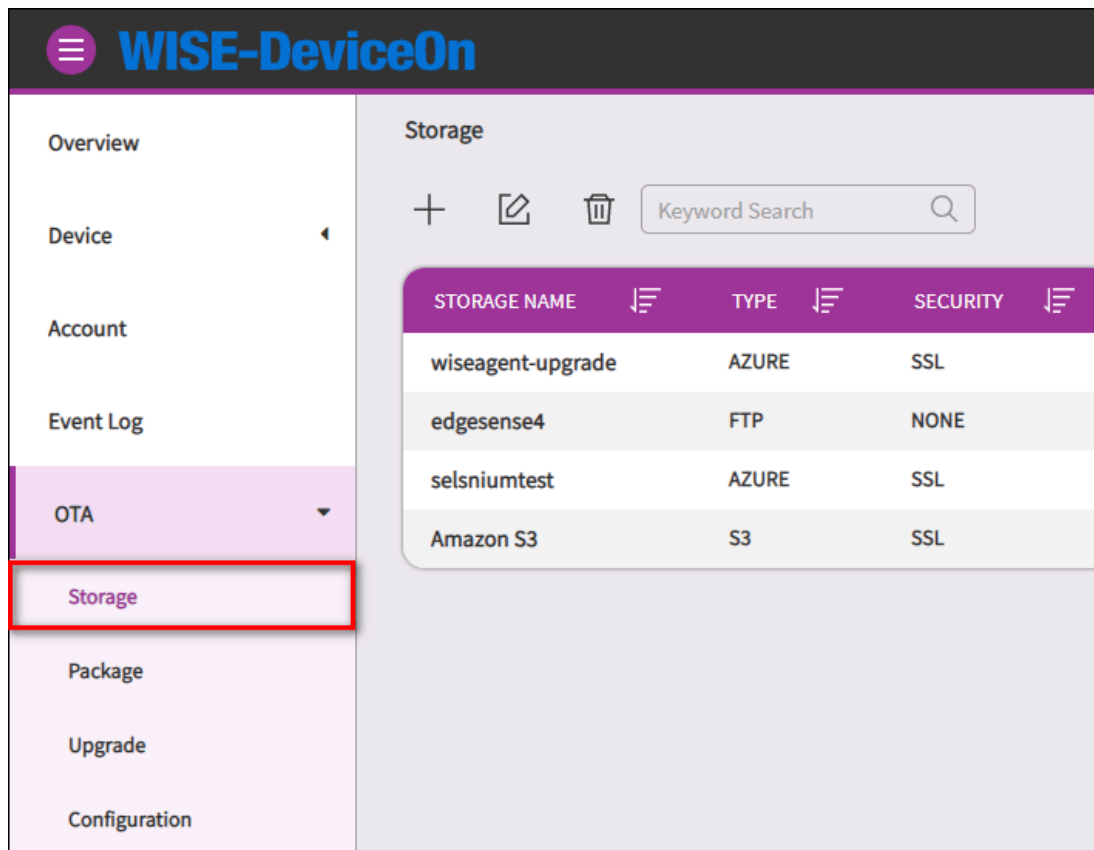 WISE-DeviceOn
Overview
Device
Account
Event Log
OTA
Storage
Package
Upgrade
Configuration
Storage
Keyword Search
STORAGE NAME TYPE SECURITY
wiseagent-upgrade AZURE SSL
edgesense4 FTP NONE
selsniumtest AZURE SSL
Amazon S3 S3 SSL